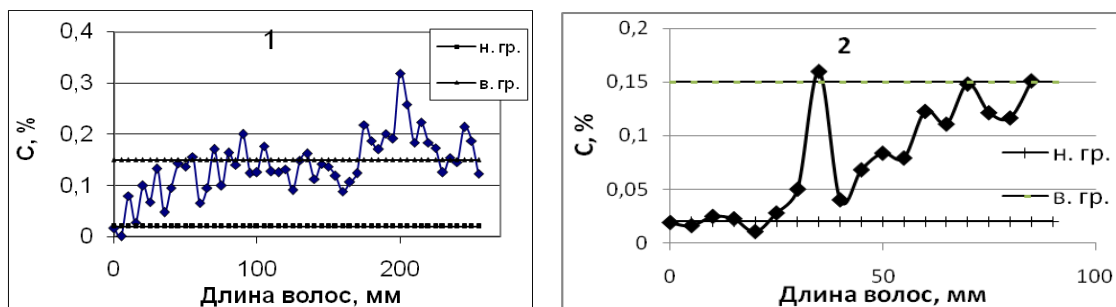 1
С, %
0,4
0,3
0,2
0,1
0
0
100
200
Длина волос, мм
н. гр.
в. гр.
2
С, %
0,2
0,15
0,1
0,05
0
0
50
100
Длина волос, мм
н. гр.
в. гр.